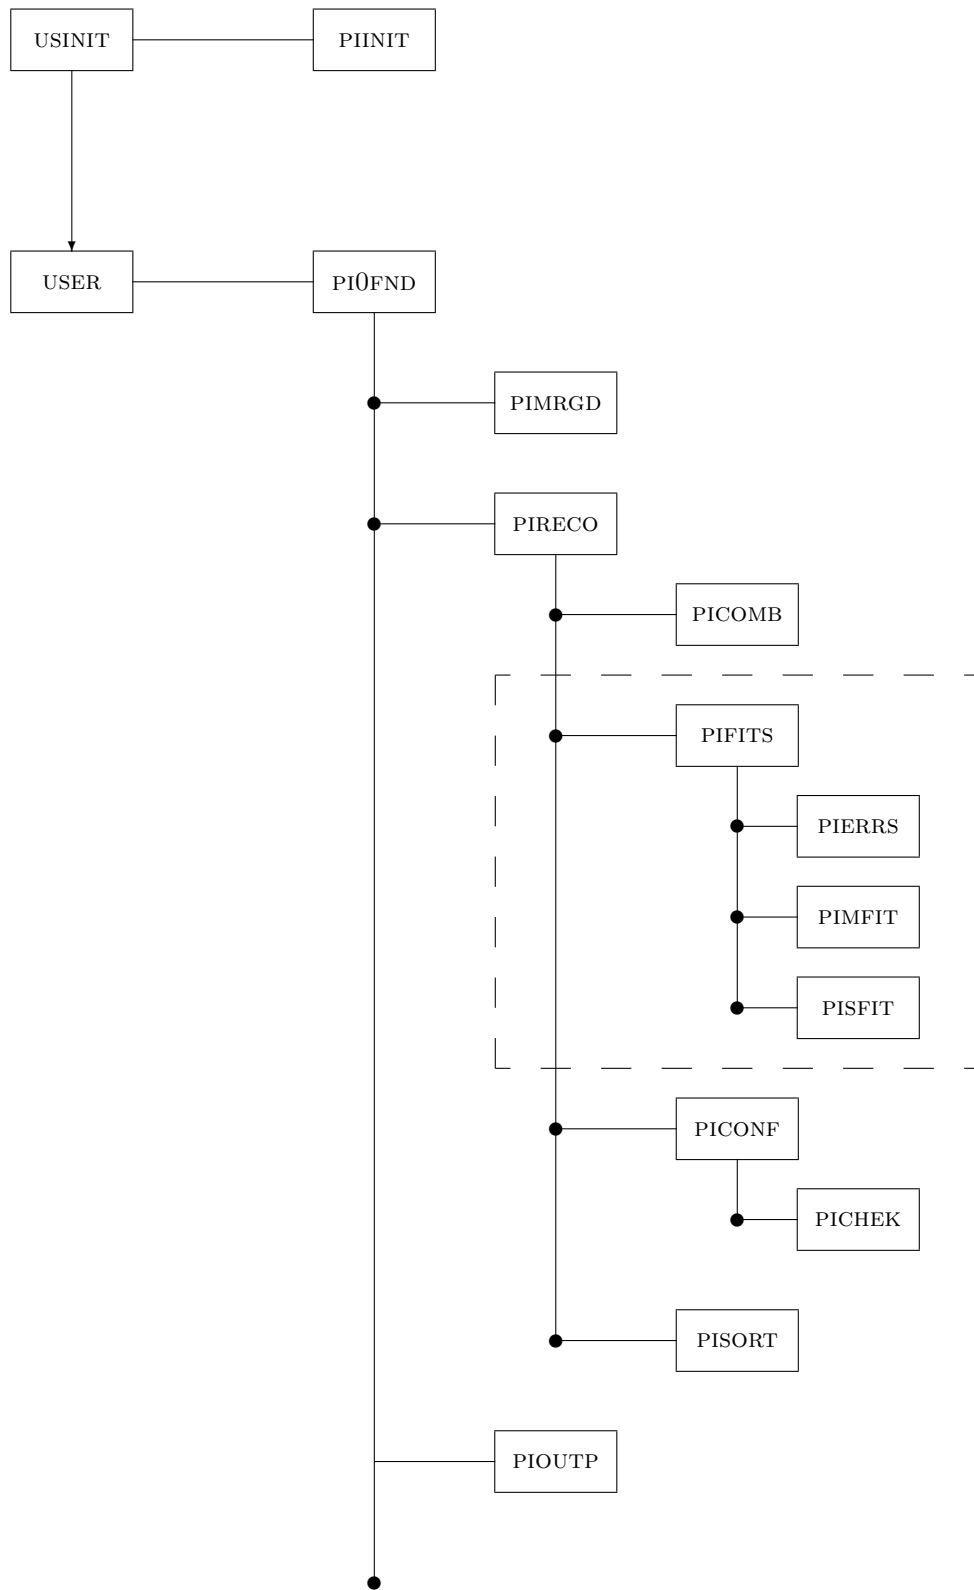 USINIT
PIINIT
USER
PI0FND
PIMRGD
PIRECO
PICOMB
PIFITS
PIERRS
PIMFIT
PISFIT
PICONF
PICHEK
PISORT
PIOUTP